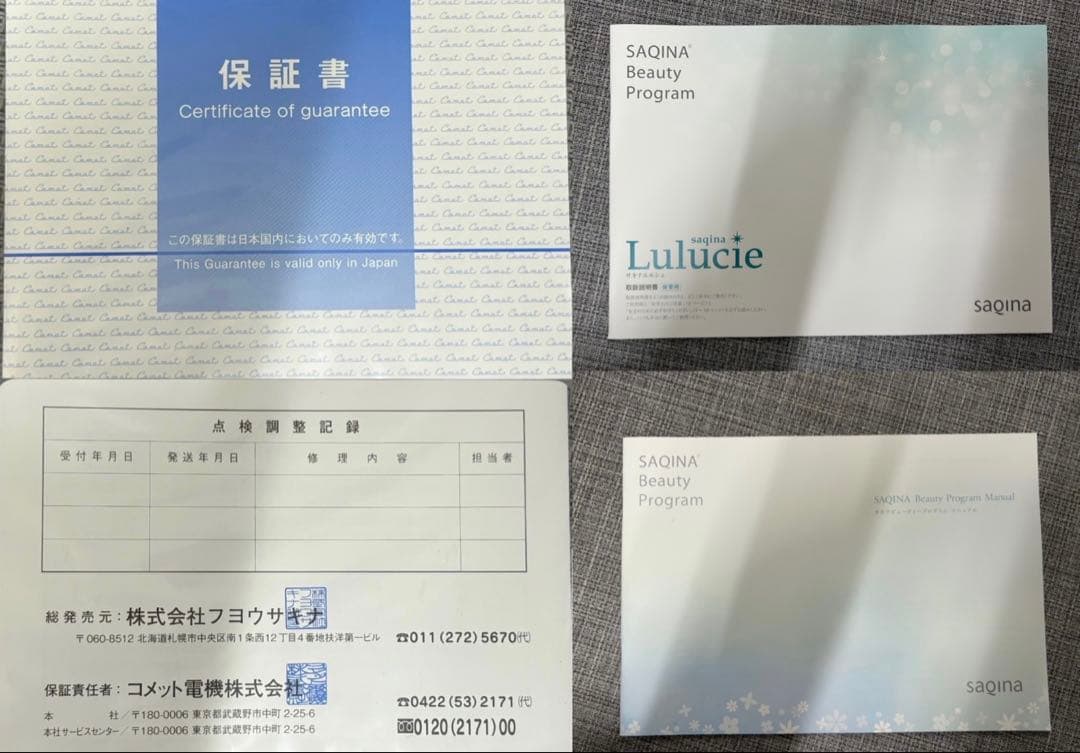 保証書
Certificate of guarantee
この保証書は日本国内においてのみ有効です。
This Guarantee is valid only in Japan
点検調整記録
受付年月日 発送年月日 修理内容 担当者
総発売元：株式会社フヨウサキナ
〒060-8512 北海道札幌市中央区南1条西12丁目4番地扶洋第一ビル ☎011(272)5670㈹
保証責任者：コメット電機株式会社
☎0422(53)2171㈹
本社／〒180-0006 東京都武蔵野市中町2-25-6
本社サービスセンター／〒180-0006 東京都武蔵野市中町2-25-6
0120(2171)00
SAQINA®
Beauty
Program
saqina
Lulucie
サキナルルシェ
取扱説明書 保管用
saqina
SAQINA
Beauty
Program
SAQINA Beauty Program Manual
saqina